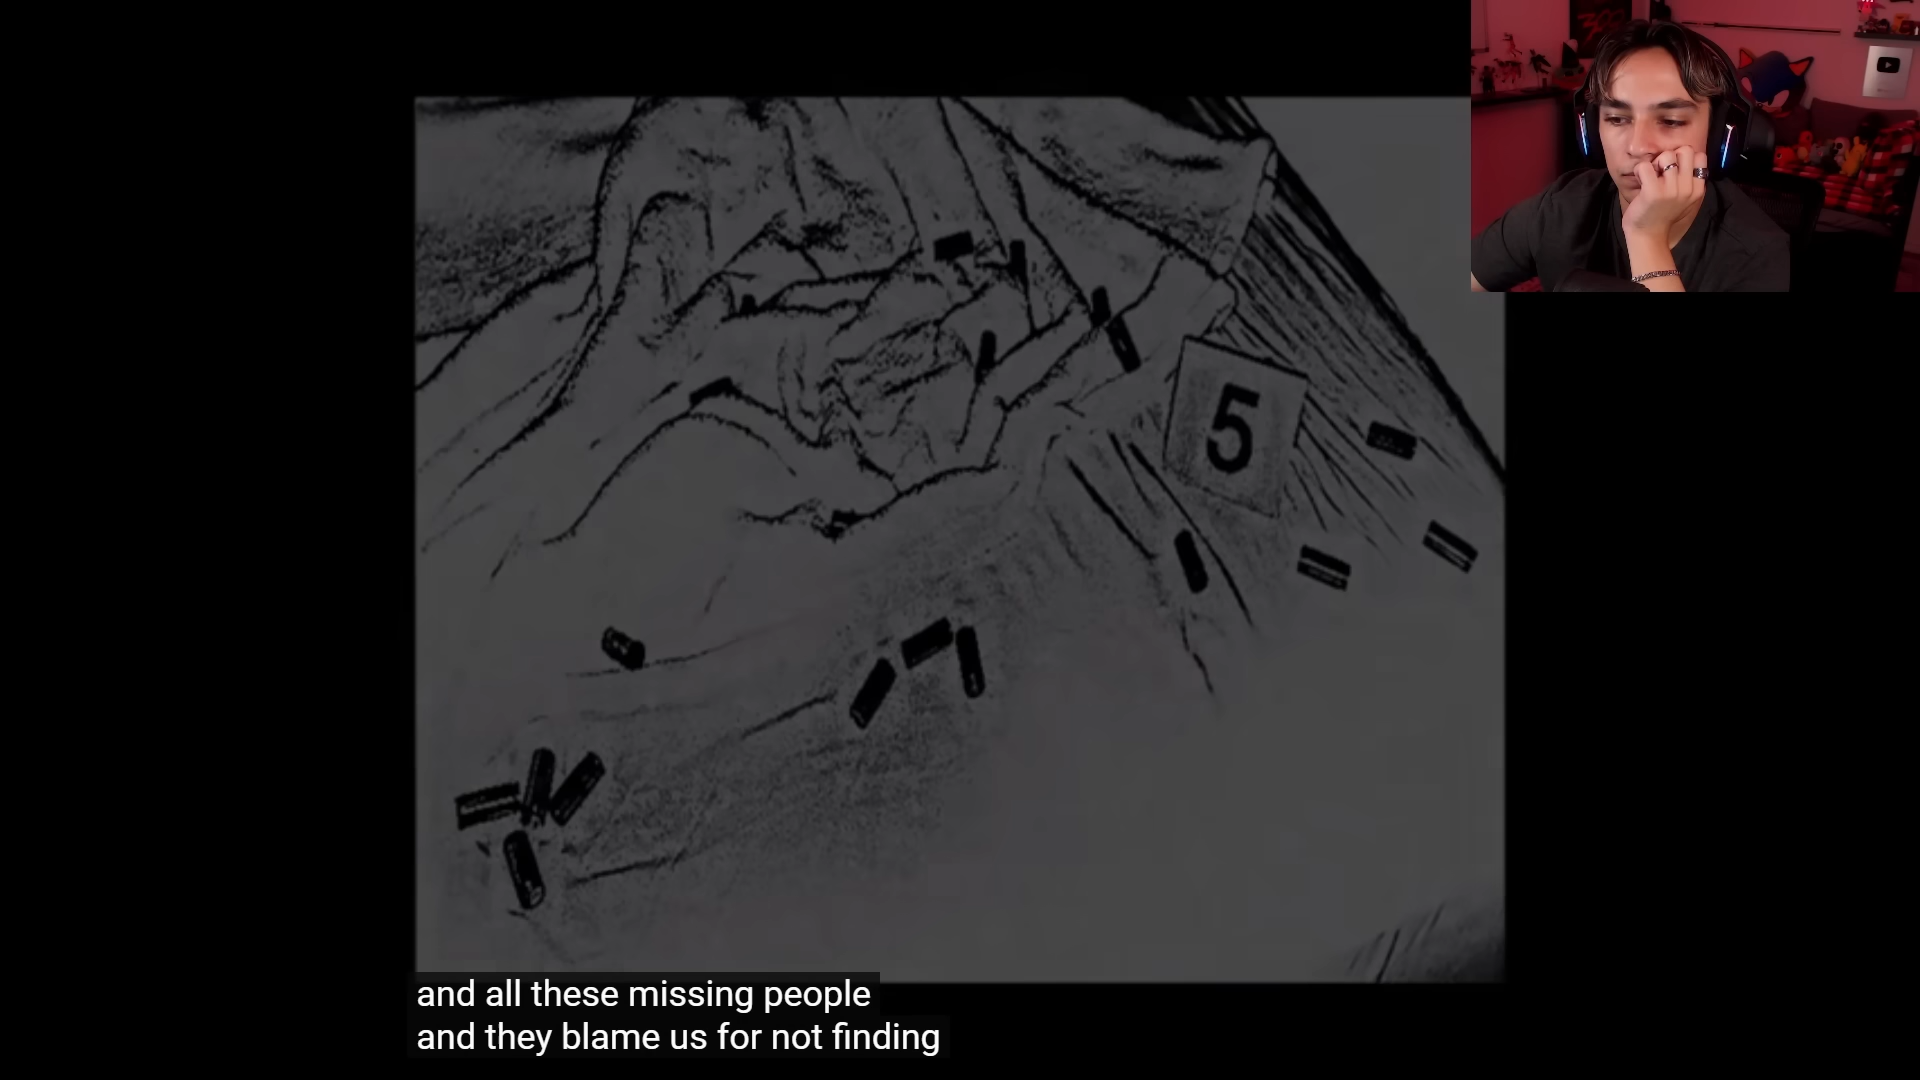 5
and all these missing people
and they blame us for not finding